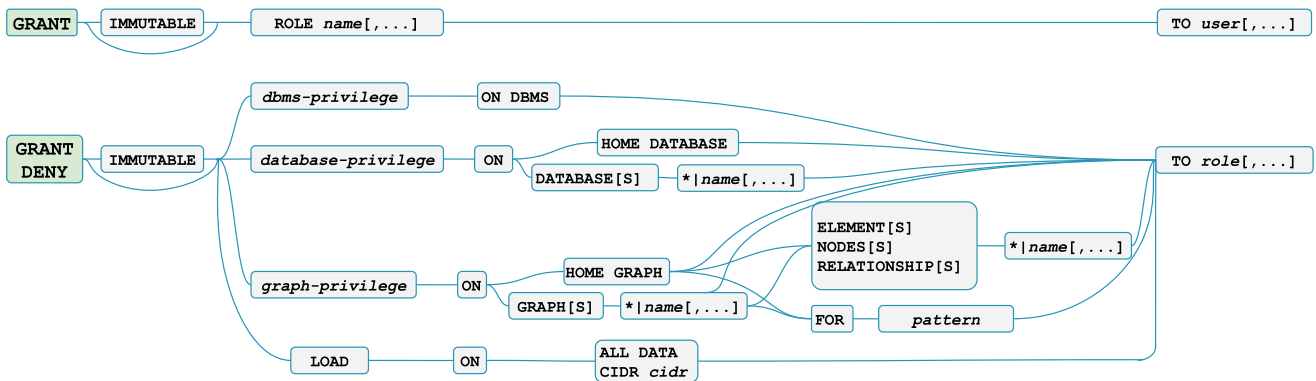 GRANT
IMMUTABLE
ROLE name[,...]
TO user[,...]
dbms-privilege
ON DBMS
GRANT
DENY
IMMUTABLE
database-privilege
ON
HOME DATABASE
DATABASE[S]
*|name[,...]
TO role[,...]
graph-privilege
ON
HOME GRAPH
GRAPH[S]
*|name[,...]
ELEMENT[S]
NODES[S]
RELATIONSHIP[S]
*|name[,...]
FOR
pattern
LOAD
ON
ALL DATA
CIDR cidr